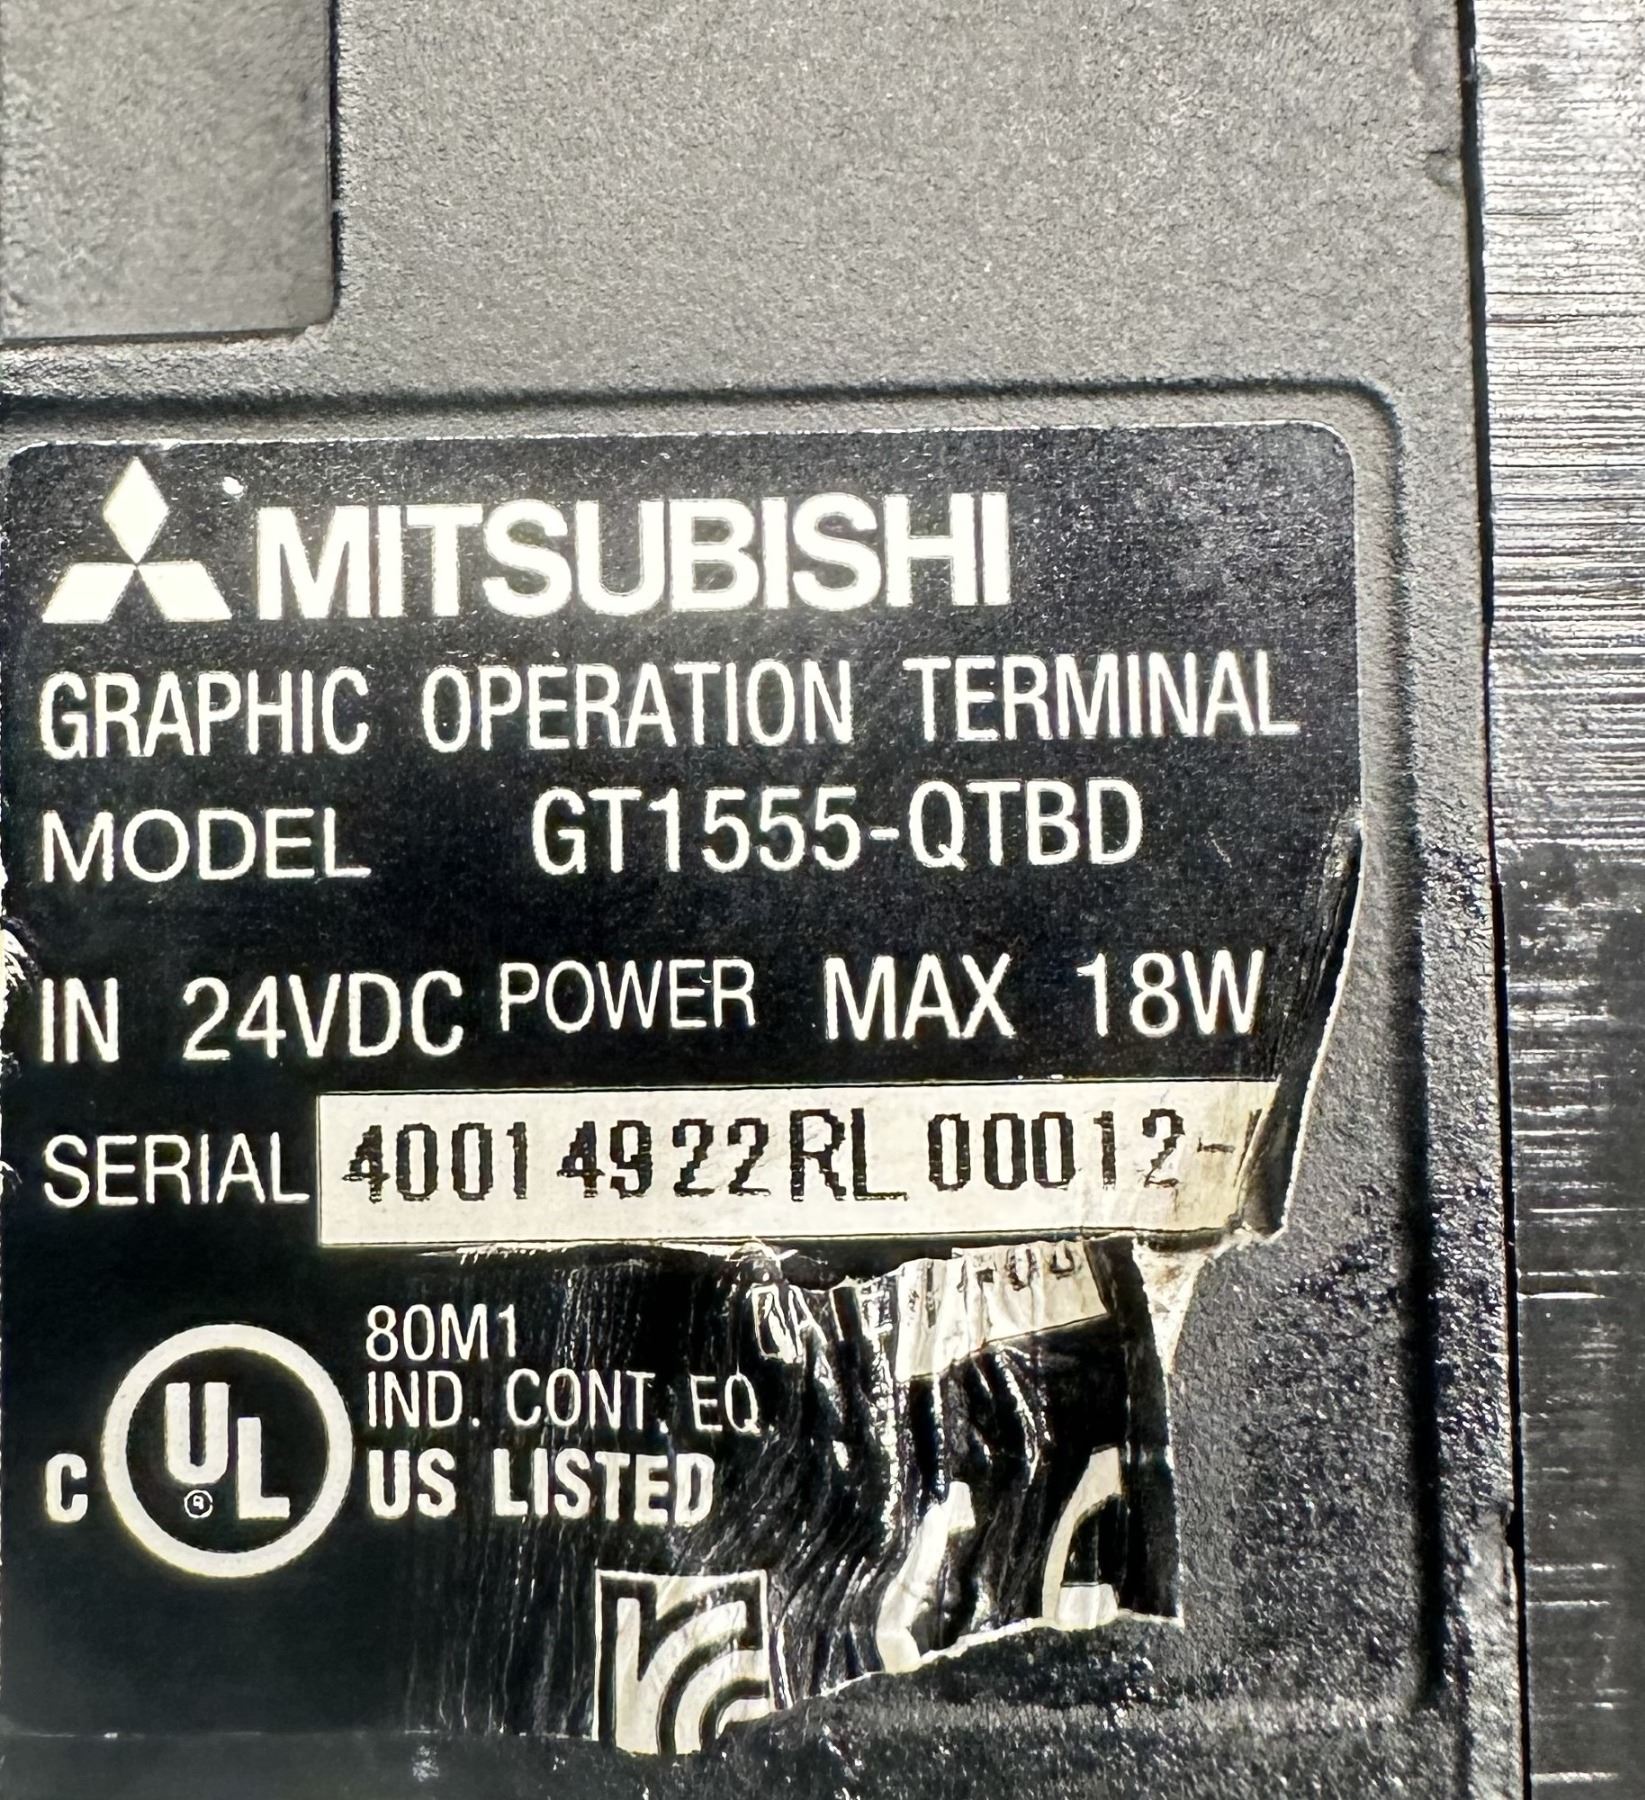 MITSUBISHI
GRAPHIC OPERATION TERMINAL
MODEL GT1555-QTBD
IN 24VDC POWER MAX 18W
SERIAL 40014922RL00012-
80M1
IND. CONT. EQ
C UL US LISTED